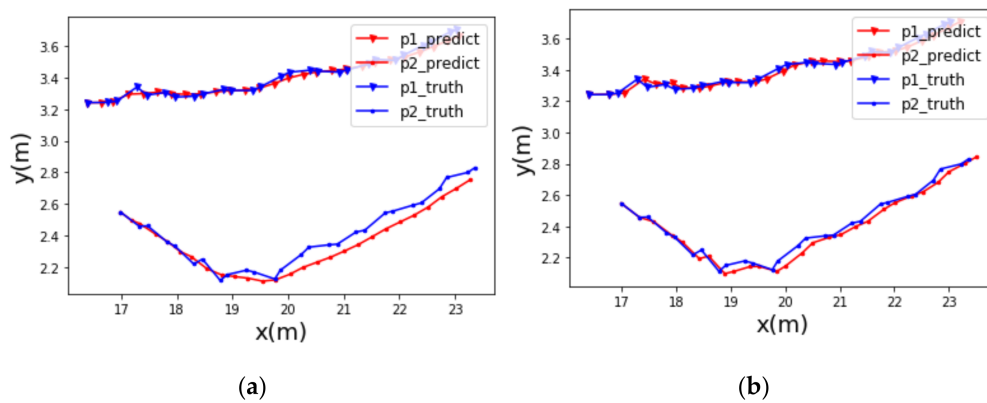 3.6
3.4
3.2
3.0
2.8
2.6
2.4
2.2
y(m)
17 18 19 20 21 22 23
x(m)
p1_predict
p2_predict
p1_truth
p2_truth
(a)
3.6
3.4
3.2
3.0
2.8
2.6
2.4
2.2
y(m)
17 18 19 20 21 22 23
x(m)
p1_predict
p2_predict
p1_truth
p2_truth
(b)